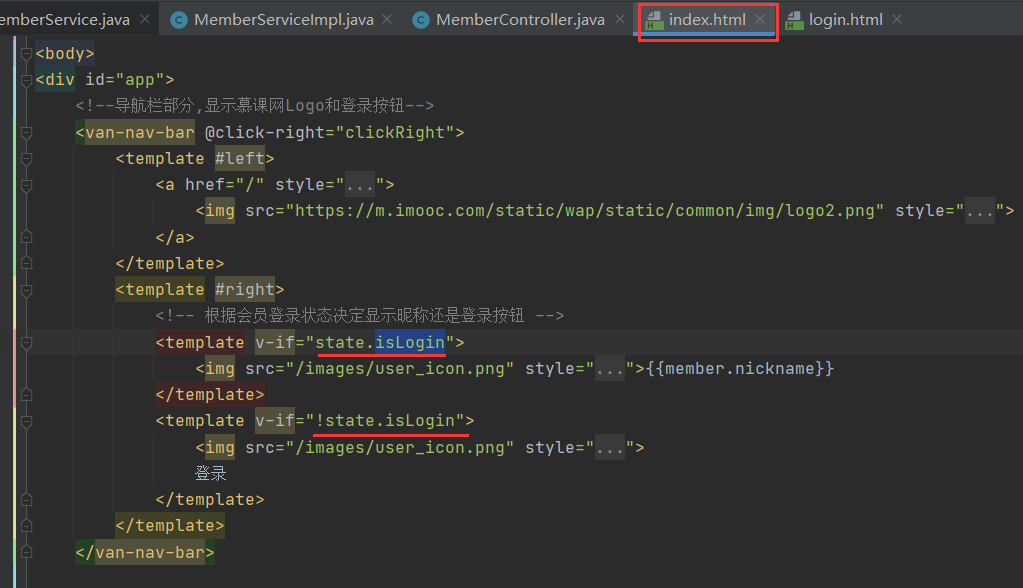 emberService.java × C MemberServiceImpl.java × C MemberController.java × H index.html × H login.html ×
<body>
<div id="app">
<!--导航栏部分,显示慕课网Logo和登录按钮-->
<van-nav-bar @click-right="clickRight">
<template #left>
<a href="/" style="...">
<img src="https://m.imooc.com/static/wap/static/common/img/logo2.png" style="...">
</a>
</template>
<template #right>
<!-- 根据会员登录状态决定显示昵称还是登录按钮 -->
<template v-if="state.isLogin">
<img src="/images/user_icon.png" style="...">{{member.nickname}}
</template>
<template v-if="!state.isLogin">
<img src="/images/user_icon.png" style="...">
登录
</template>
</template>
</van-nav-bar>